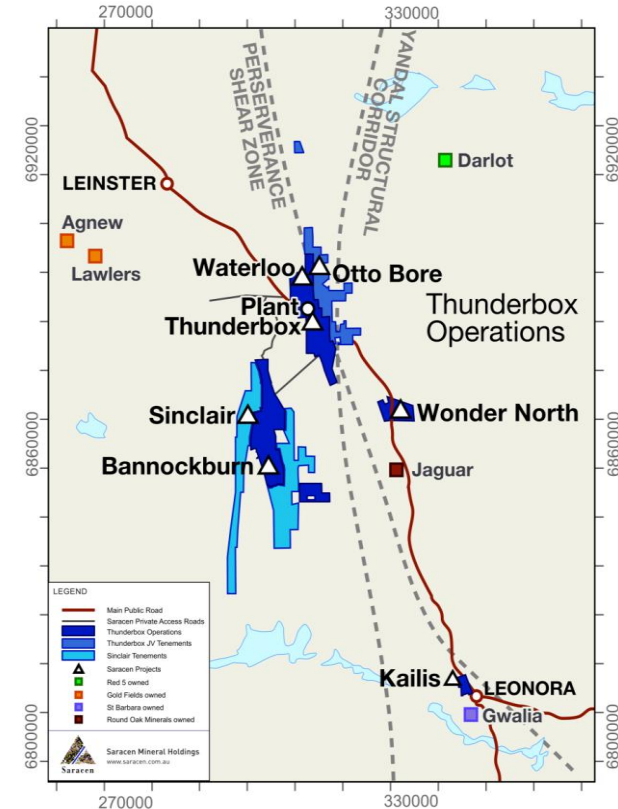 270000
330000
PERSERVERANCE
SHEAR ZONE
YANDAL STRUCTURAL
CORRIDOR
6920000
6920000
Darlot
LEINSTER
Agnew
Lawlers
Waterloo
Otto Bore
Plant
Thunderbox
Thunderbox
Operations
Sinclair
Wonder North
Bannockburn
Jaguar
6860000
6860000
LEGEND
Main Public Road
Saracen Private Access Roads
Thunderbox Operations
Thunderbox JV Tenements
Sinclair Tenements
Saracen Projects
Red 5 owned
Gold Fields owned
St Barbara owned
Round Oak Minerals owned
Saracen
Saracen Mineral Holdings
www.saracen.com.au
Kailis
LEONORA
Gwalia
6800000
6800000
270000
330000